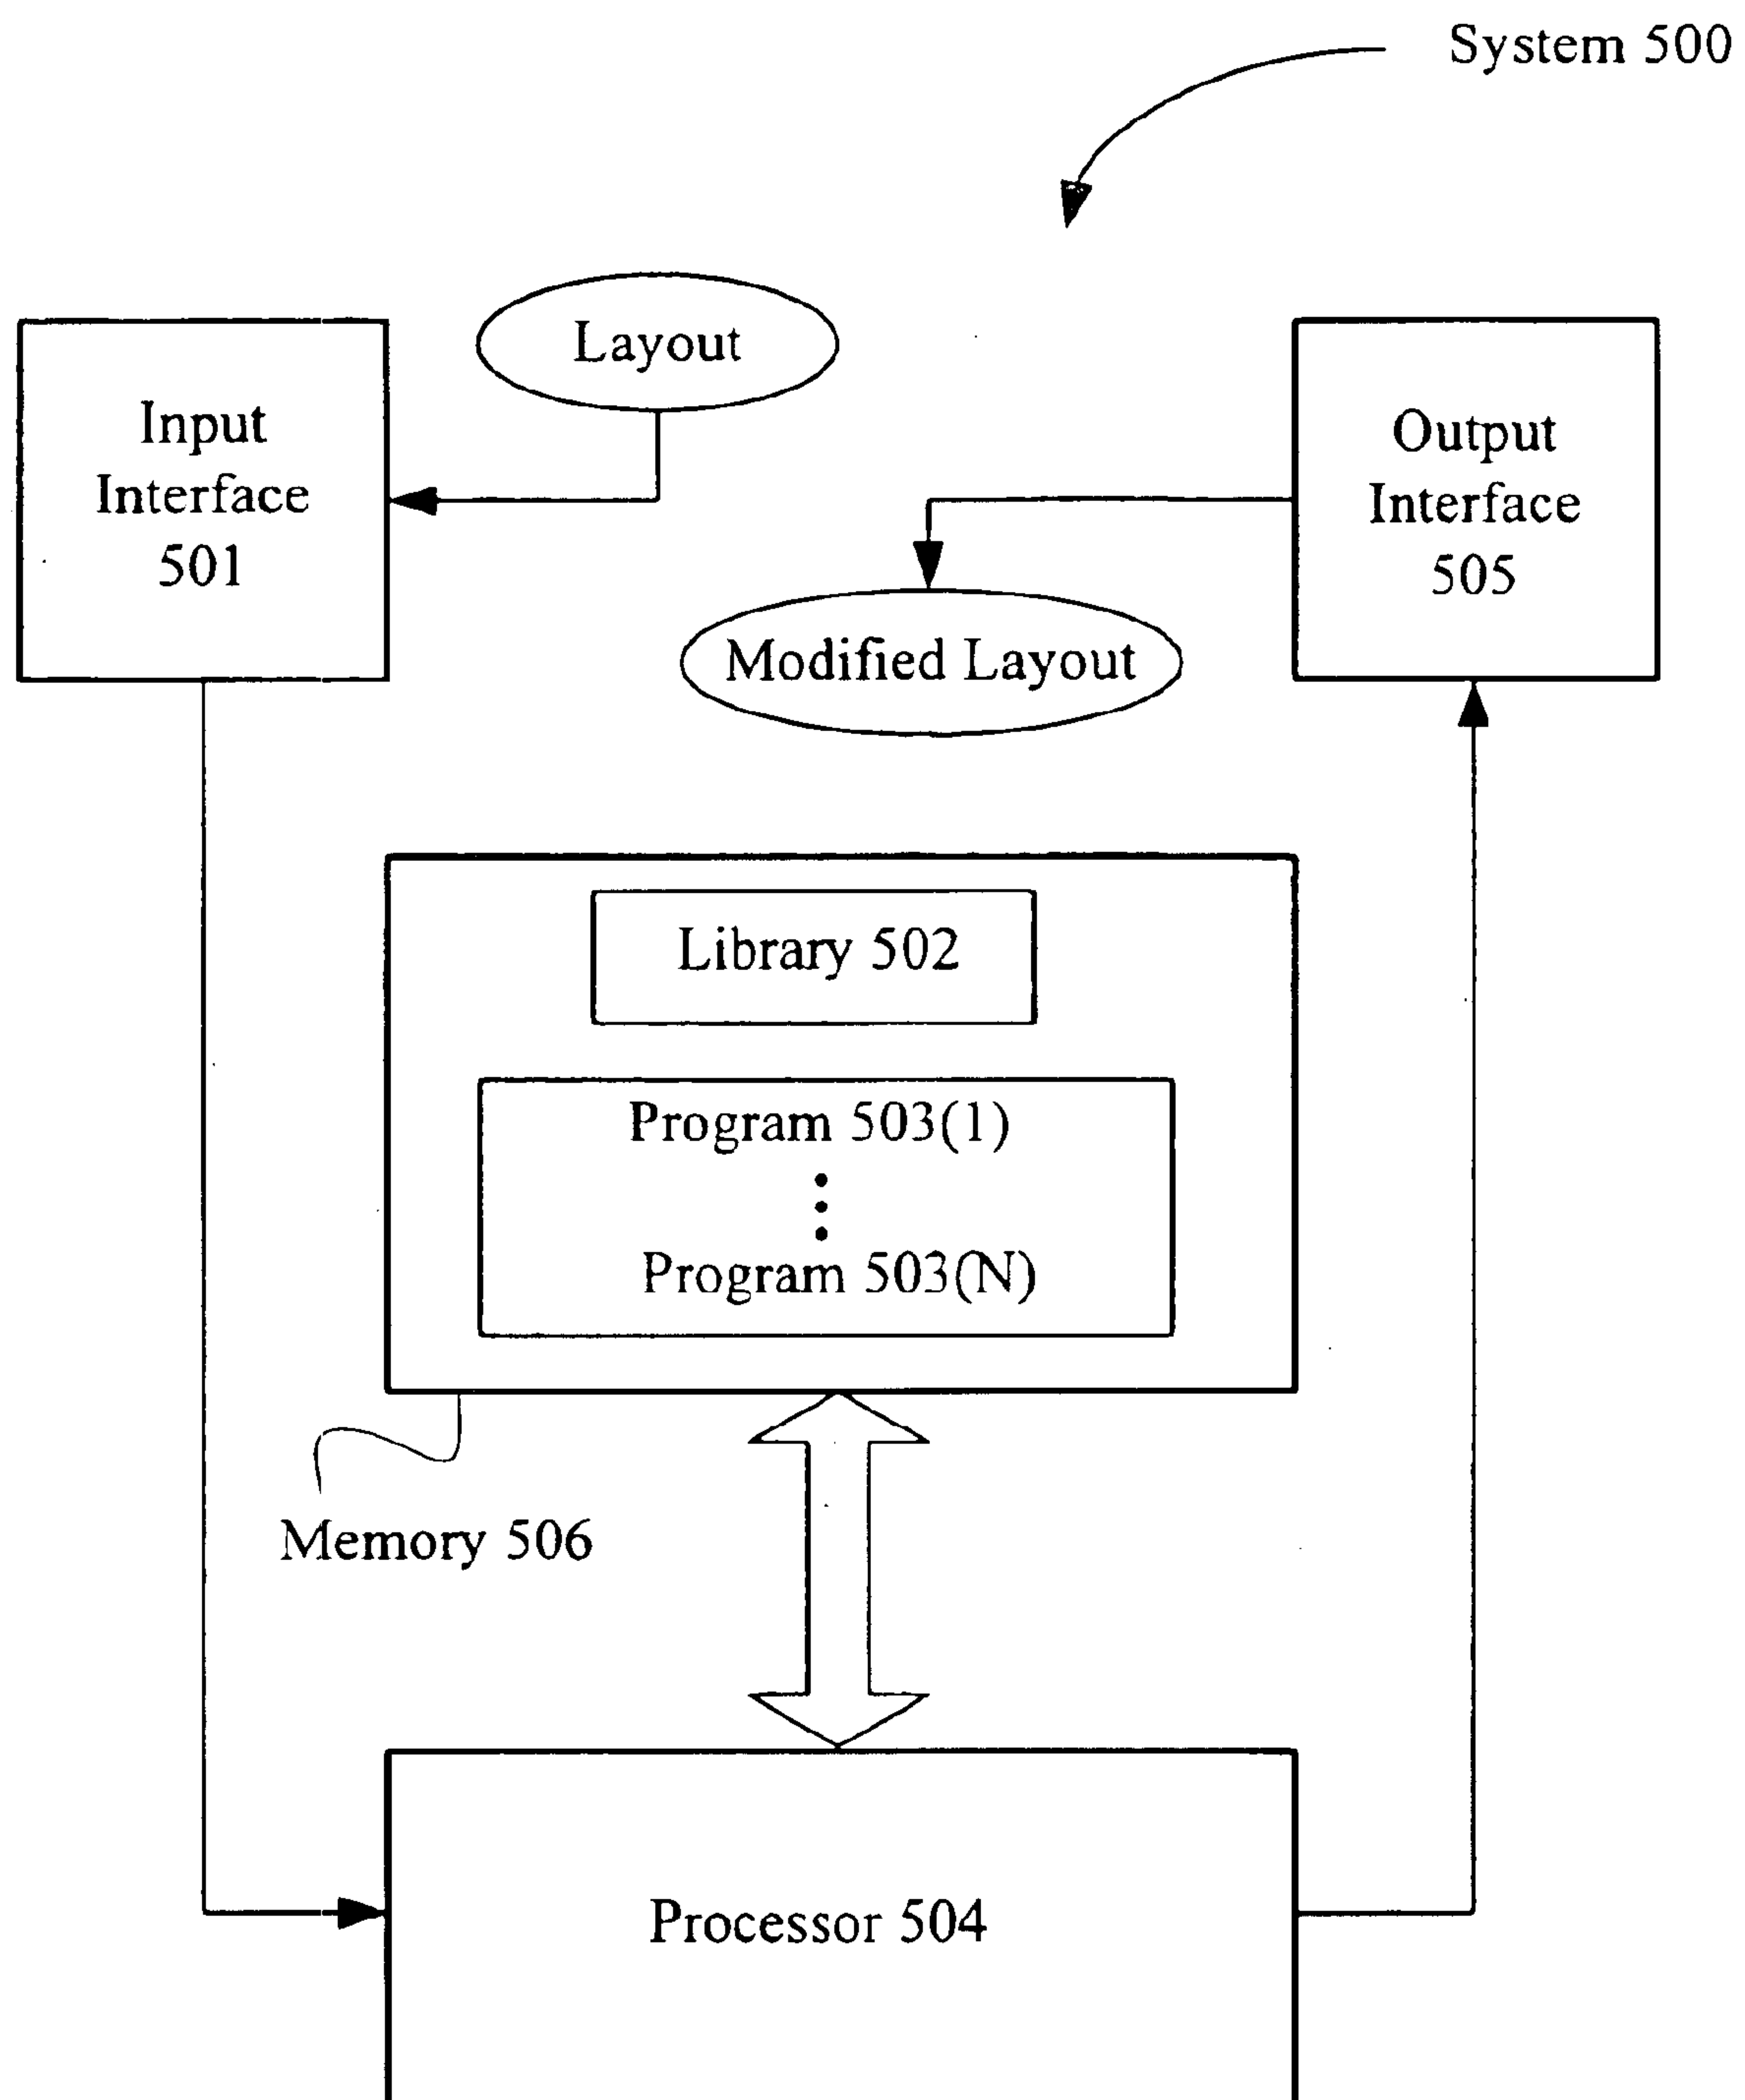 System 500
Layout
Input
Interface
501
Output
Interface
505
Modified Layout
Library 502
Program 503(1)
Program 503(N)
Memory 506
Processor 504